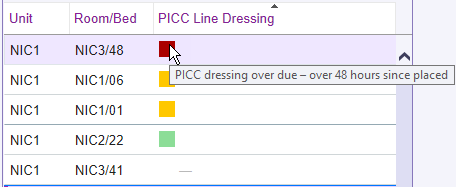 Unit Room/Bed PICC Line Dressing
NIC1 NIC3/48
PICC dressing over due – over 48 hours since placed
NIC1 NIC1/06
NIC1 NIC1/01
NIC1 NIC2/22
NIC1 NIC3/41 —